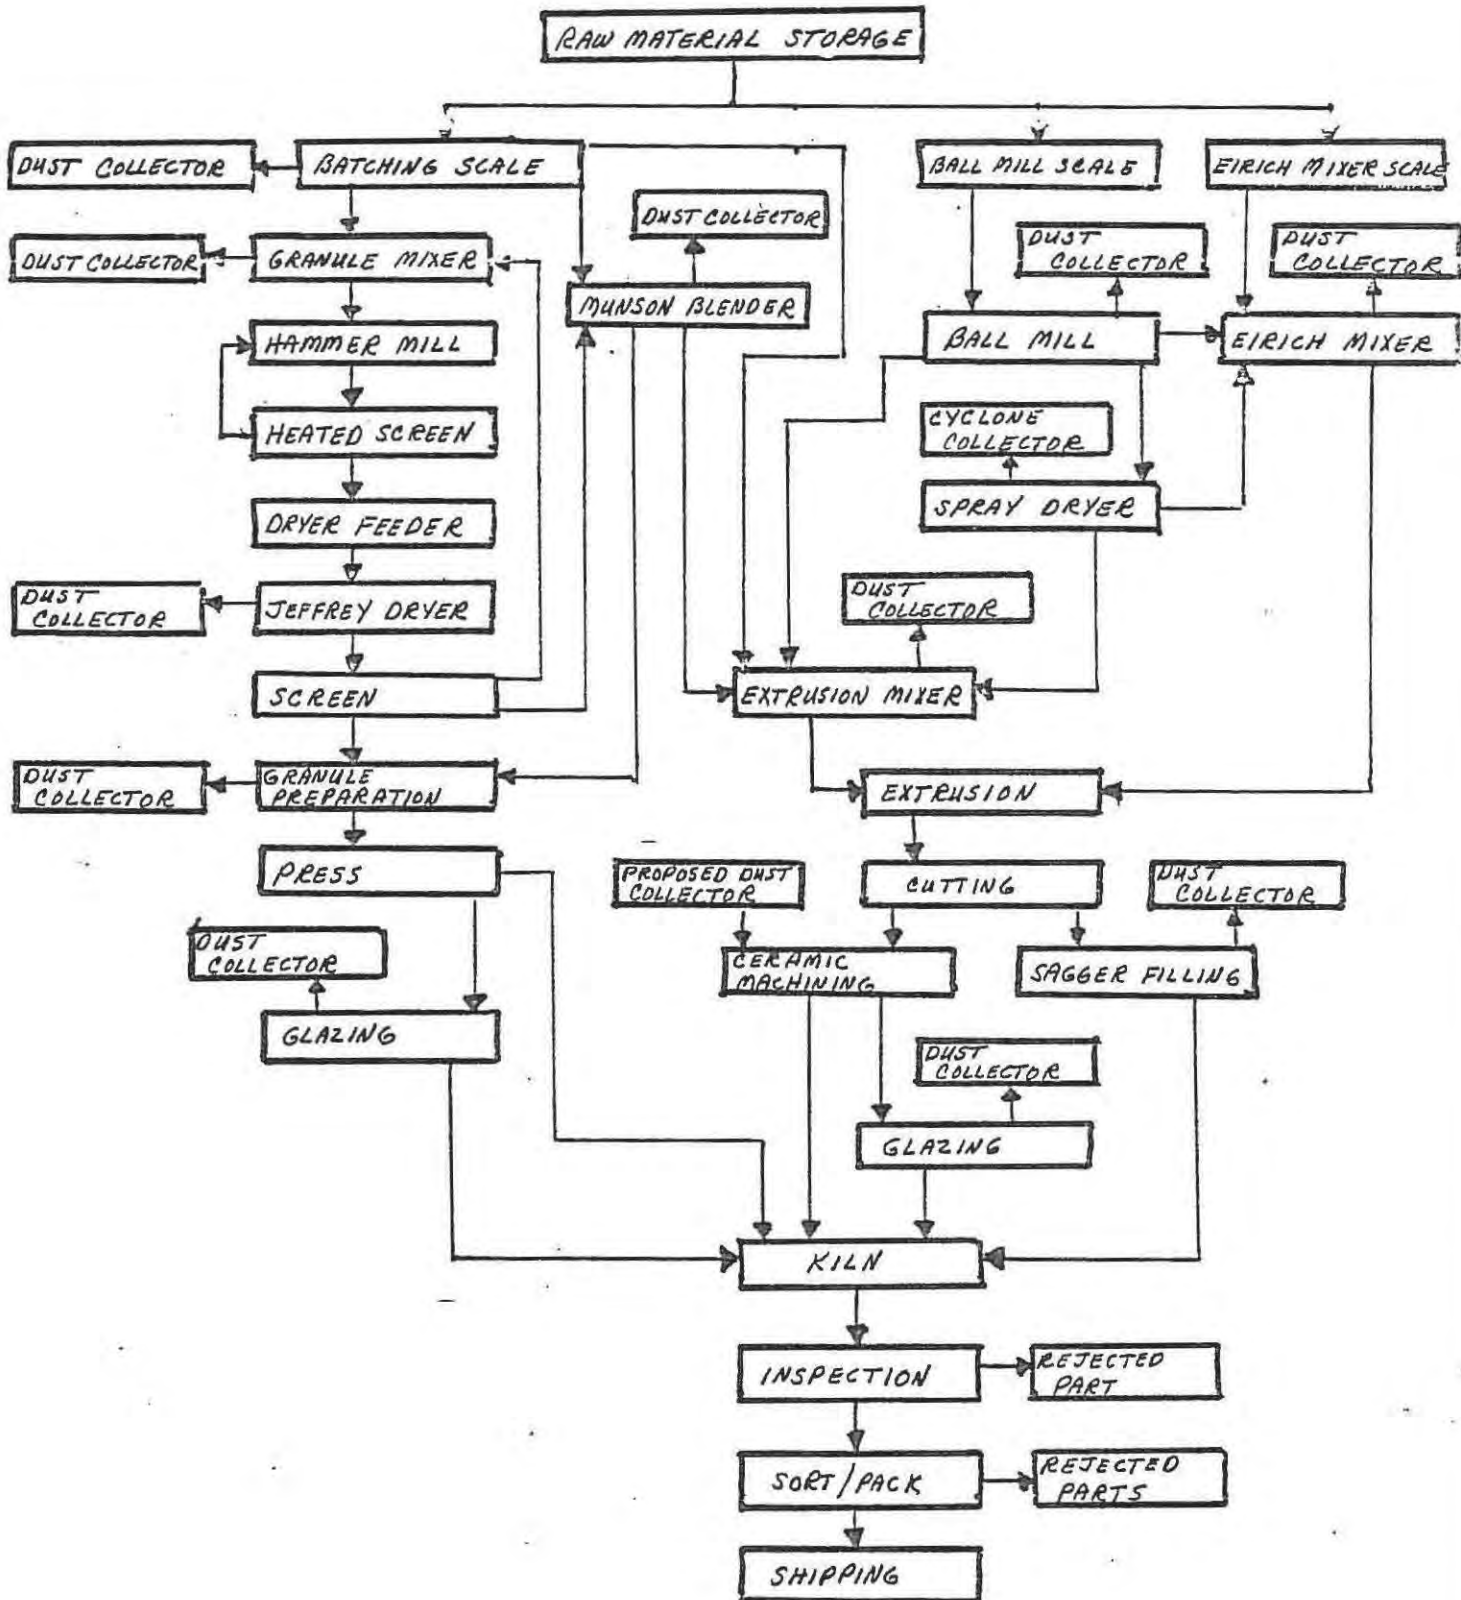 RAW MATERIAL STORAGE
DUST COLLECTOR
BATCHING SCALE
BALL MILL SCALE
EIRICH MIXER SCALE
DUST COLLECTOR
GRANULE MIXER
DUST COLLECTOR
DUST
COLLECTOR
DUST
COLLECTOR
MUNSON BLENDER
HAMMER MILL
BALL MILL
EIRICH MIXER
HEATED SCREEN
CYCLONE
COLLECTOR
DRYER FEEDER
SPRAY DRYER
DUST
COLLECTOR
JEFFREY DRYER
DUST
COLLECTOR
SCREEN
EXTRUSION MIXER
DUST
COLLECTOR
GRANULE
PREPARATION
EXTRUSION
PRESS
PROPOSED DUST
COLLECTOR
CUTTING
DUST
COLLECTOR
DUST
COLLECTOR
CERAMIC
MACHINING
SAGGER FILLING
GLAZING
DUST
COLLECTOR
GLAZING
KILN
INSPECTION
REJECTED
PART
SORT/PACK
REJECTED
PARTS
SHIPPING